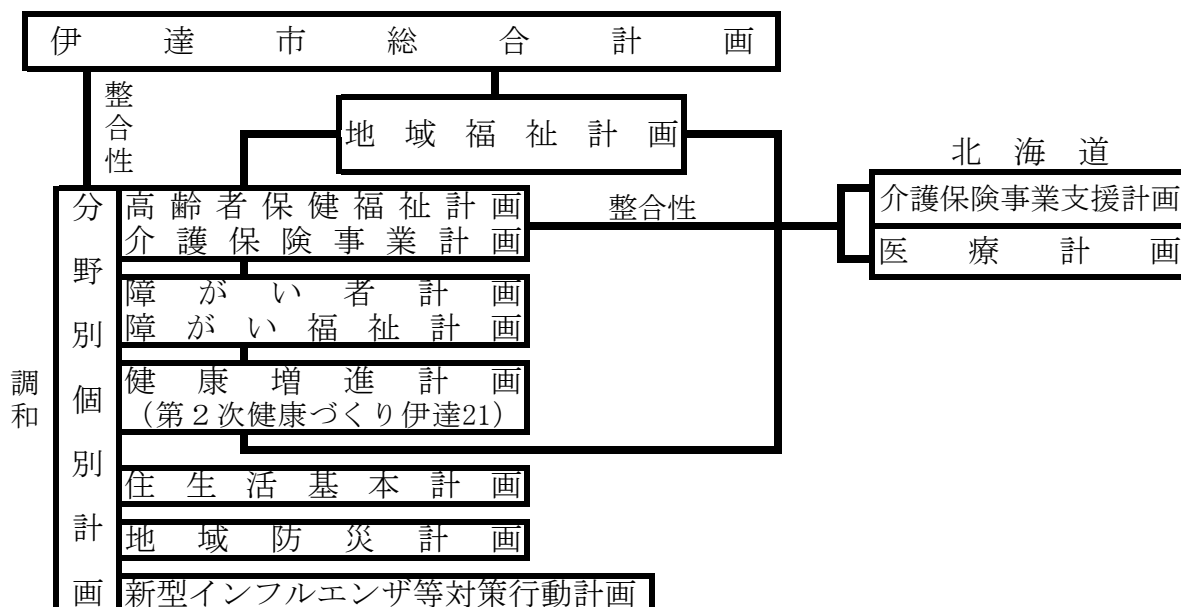 伊達市総合計画
整合性
地域福祉計画
北海道
介護保険事業支援計画
医療計画
整合性
調和
分野別個別計画
高齢者保健福祉計画
介護保険事業計画
障がい者計画
障がい福祉計画
健康増進計画
(第2次健康づくり伊達21)
住生活基本計画
地域防災計画
新型インフルエンザ等対策行動計画